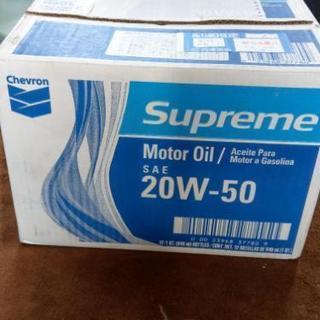 Chevron
Supreme
Motor Oil / Aceite Para
Motor a Gasolina
SAE
20W-50